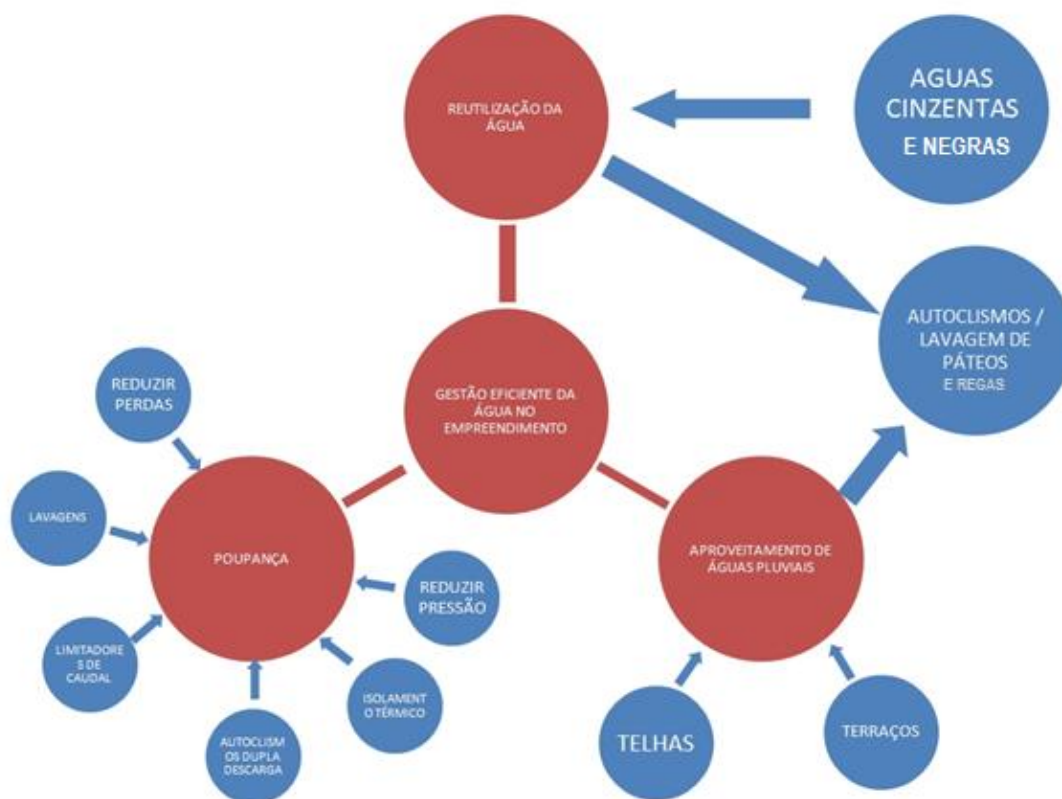 REUTILIZAÇÃO DA
ÁGUA
AGUAS
CINZENTAS
E NEGRAS
AUTOCLISMOS /
LAVAGEM DE
PÁTEOS
E REGAS
GESTÃO EFICIENTE DA
ÁGUA NO
EMPREENDIMENTO
REDUZIR
PERDAS
LAVAGENS
POUPANÇA
REDUZIR
PRESSÃO
LIMITADORE
S DE
CAUDAL
AUTOCLISM
OS DUPLA
DESCARGA
ISOLAMENT
O TÉRMICO
APROVEITAMENTO DE
ÁGUAS PLUVIAIS
TELHAS
TERRAÇOS